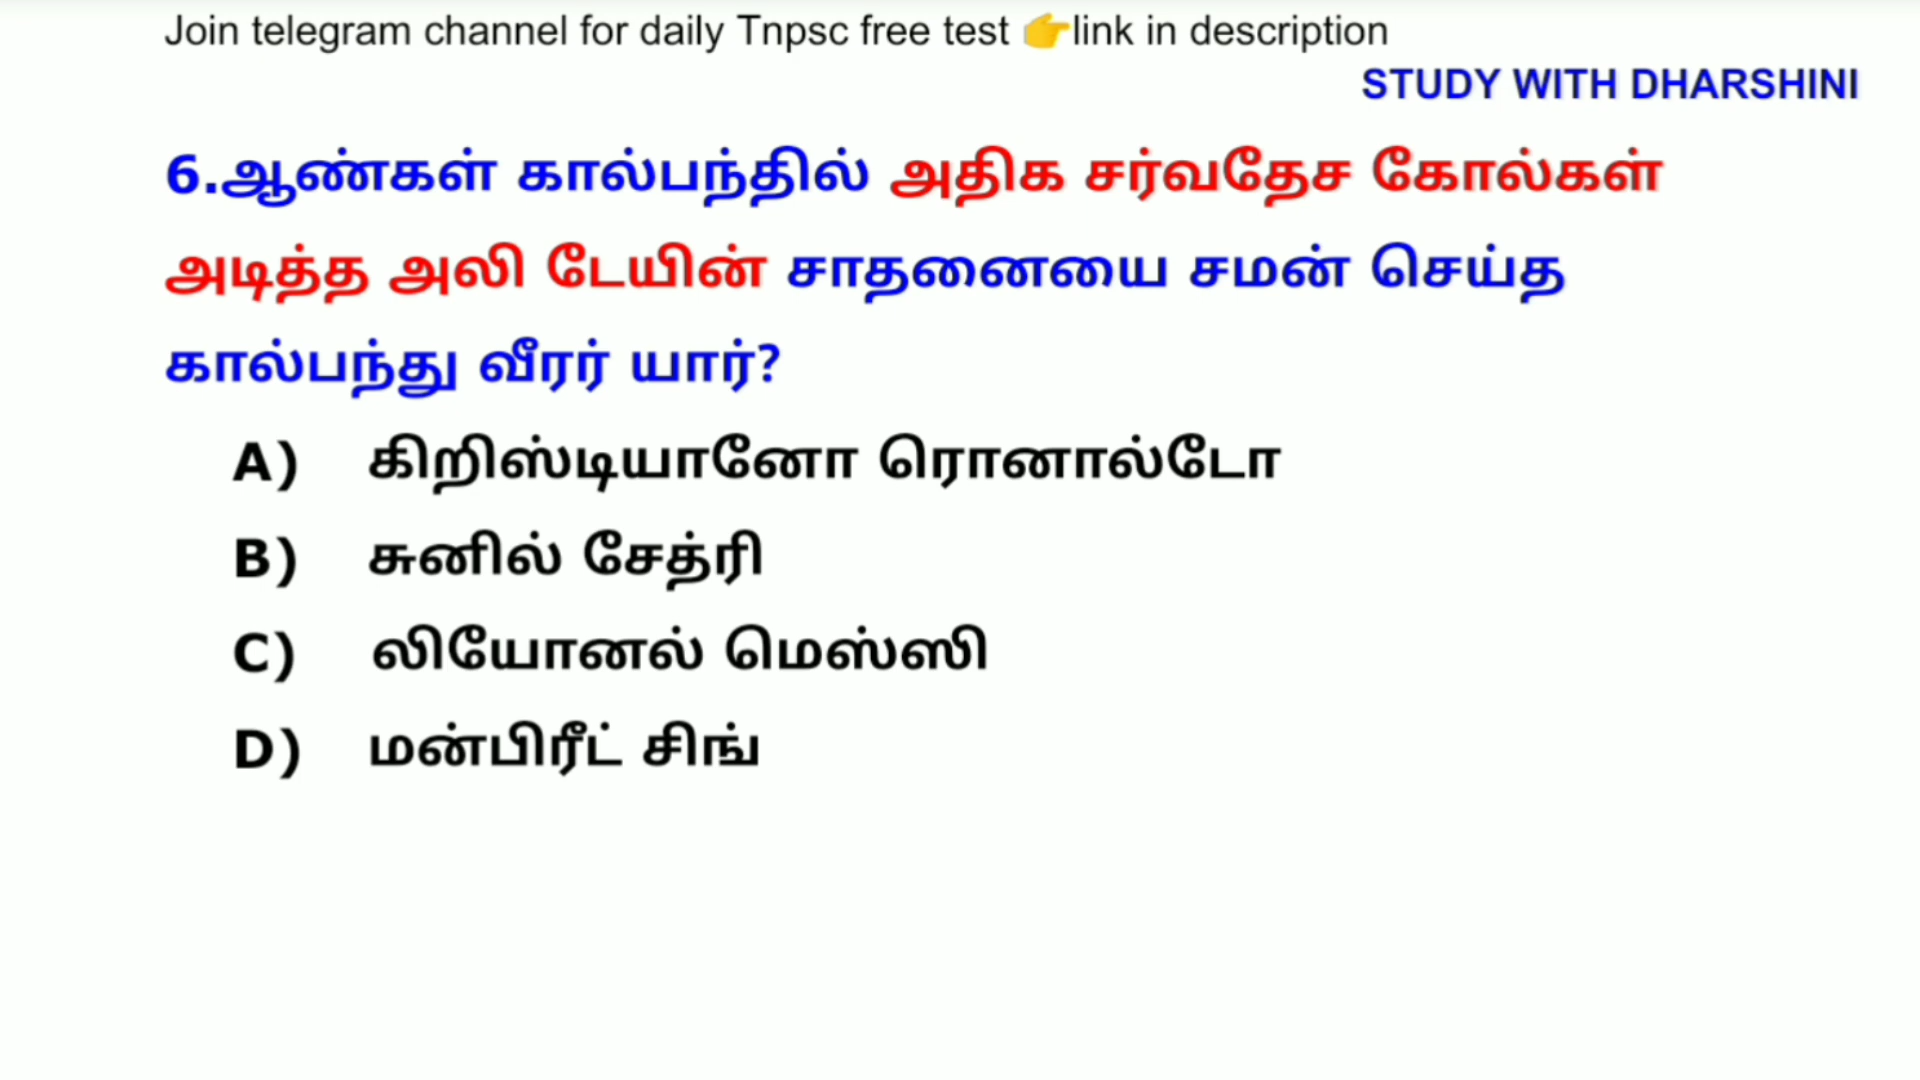 Join telegram channel for daily Tnpsc free test 👉link in description
STUDY WITH DHARSHINI
6.ஆண்கள் கால்பந்தில் அதிக சர்வதேச கோல்கள்
அடித்த அலி டேயின் சாதனையை சமன் செய்த
கால்பந்து வீரர் யார்?
A) கிறிஸ்டியானோ ரொனால்டோ
B) சுனில் சேத்ரி
C) லியோனல் மெஸ்ஸி
D) மன்பிரீட் சிங்